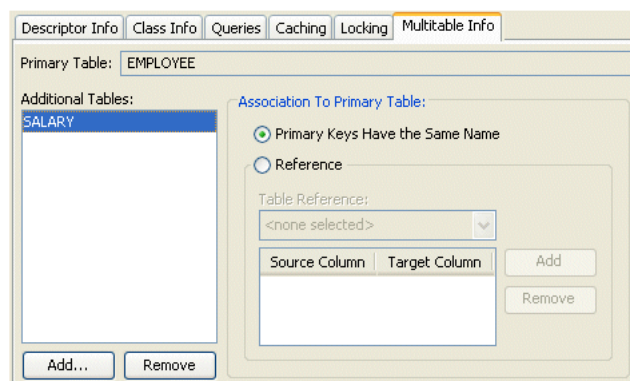 Descriptor Info Class Info Queries Caching Locking Multitable Info
Primary Table: EMPLOYEE
Additional Tables:
SALARY
Add... Remove
Association To Primary Table:
Primary Keys Have the Same Name
Reference
Table Reference:
<none selected>
Source Column Target Column
Add
Remove